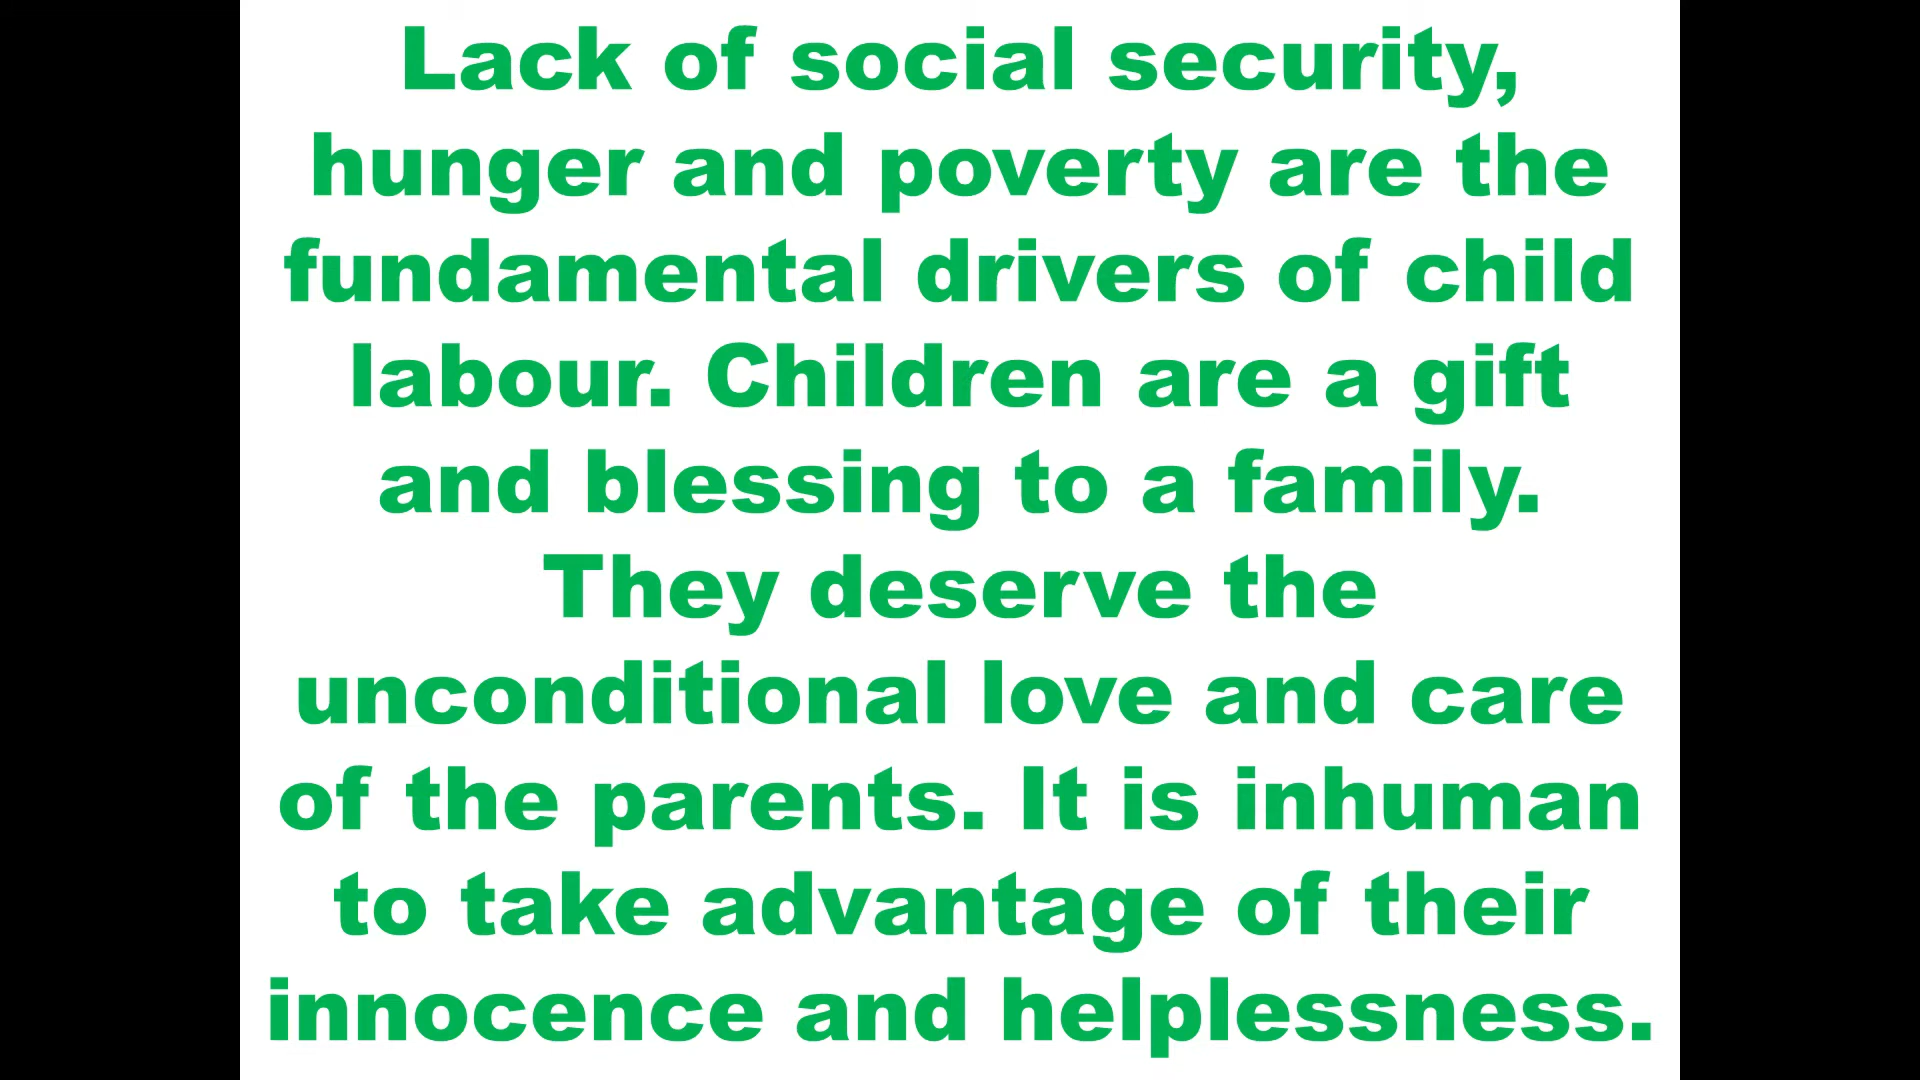 Lack of social security,
hunger and poverty are the
fundamental drivers of child
labour. Children are a gift
and blessing to a family.
They deserve the
unconditional love and care
of the parents. It is inhuman
to take advantage of their
innocence and helplessness.